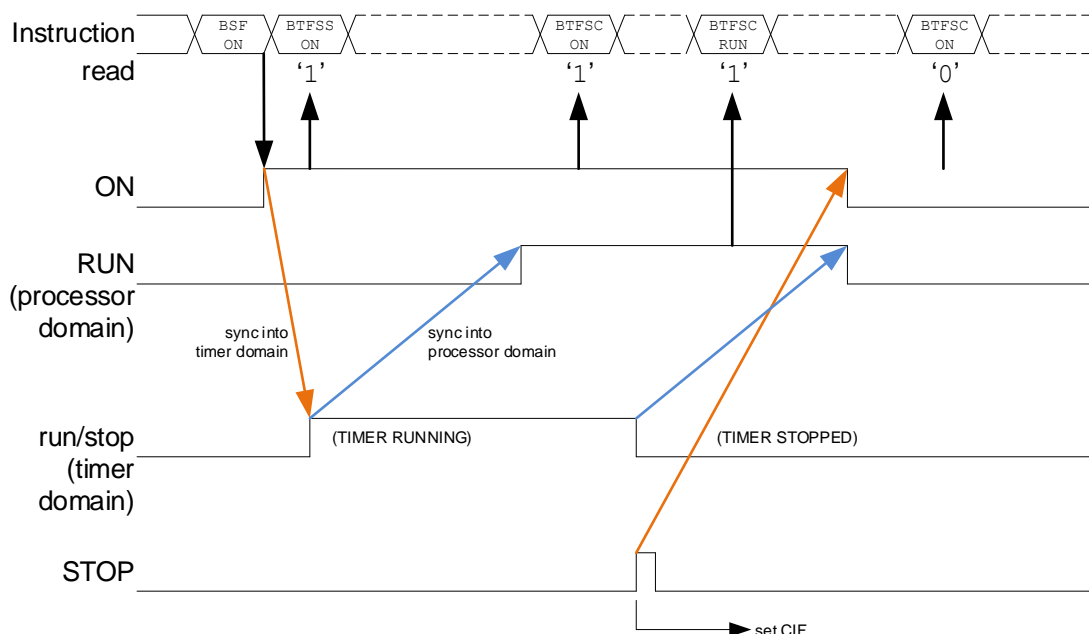 Instruction
BSF
ON
BTFSS
ON
BTFSC
ON
BTFSC
RUN
BTFSC
ON
read
‘1’
‘1’
‘1’
‘0’
ON
RUN
(processor
domain)
sync into
timer domain
sync into
processor domain
run/stop
(timer
domain)
(TIMER RUNNING)
(TIMER STOPPED)
STOP
set CIF